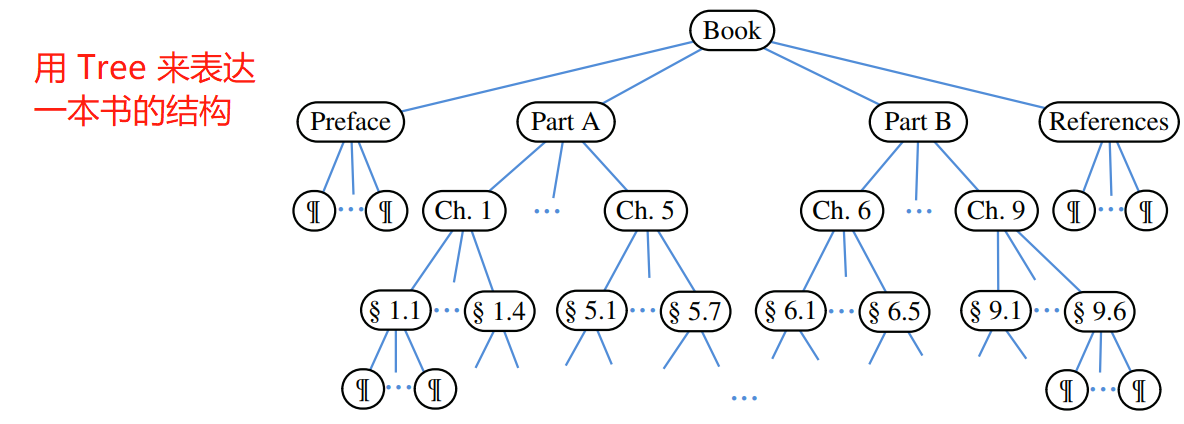 用 Tree 来表达
一本书的结构
Book
Preface Part A Part B References
¶ ... ¶ Ch. 1 ... Ch. 5 Ch. 6 ... Ch. 9 ¶ ... ¶
§ 1.1 ... § 1.4 § 5.1 ... § 5.7 § 6.1 ... § 6.5 § 9.1 ... § 9.6
¶ ... ¶ ... ¶ ... ¶